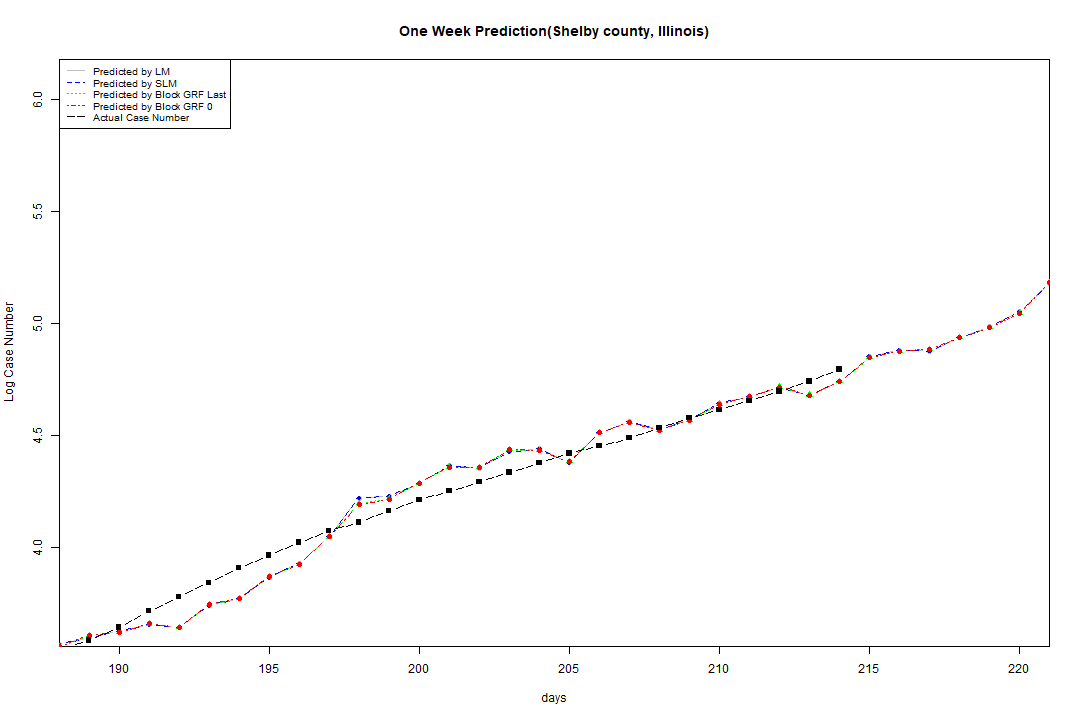 One Week Prediction(Shelby county, Illinois)
Predicted by LM
Predicted by SLM
Predicted by Block GRF Last
Predicted by Block GRF 0
Actual Case Number
6.0
5.5
5.0
4.5
4.0
Log Case Number
190 195 200 205 210 215 220
days